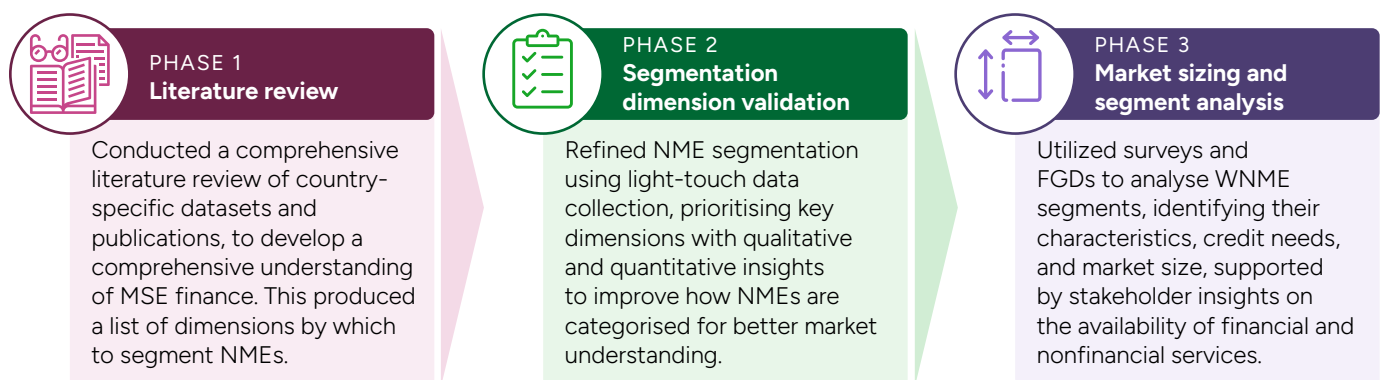 PHASE 1
Literature review
Conducted a comprehensive
literature review of country-
specific datasets and
publications, to develop a
comprehensive understanding
of MSE finance. This produced
a list of dimensions by which
to segment NMEs.
PHASE 2
Segmentation
dimension validation
Refined NME segmentation
using light-touch data
collection, prioritising key
dimensions with qualitative
and quantitative insights
to improve how NMEs are
categorised for better market
understanding.
PHASE 3
Market sizing and
segment analysis
Utilized surveys and
FGDs to analyse WNME
segments, identifying their
characteristics, credit needs,
and market size, supported
by stakeholder insights on
the availability of financial and
nonfinancial services.